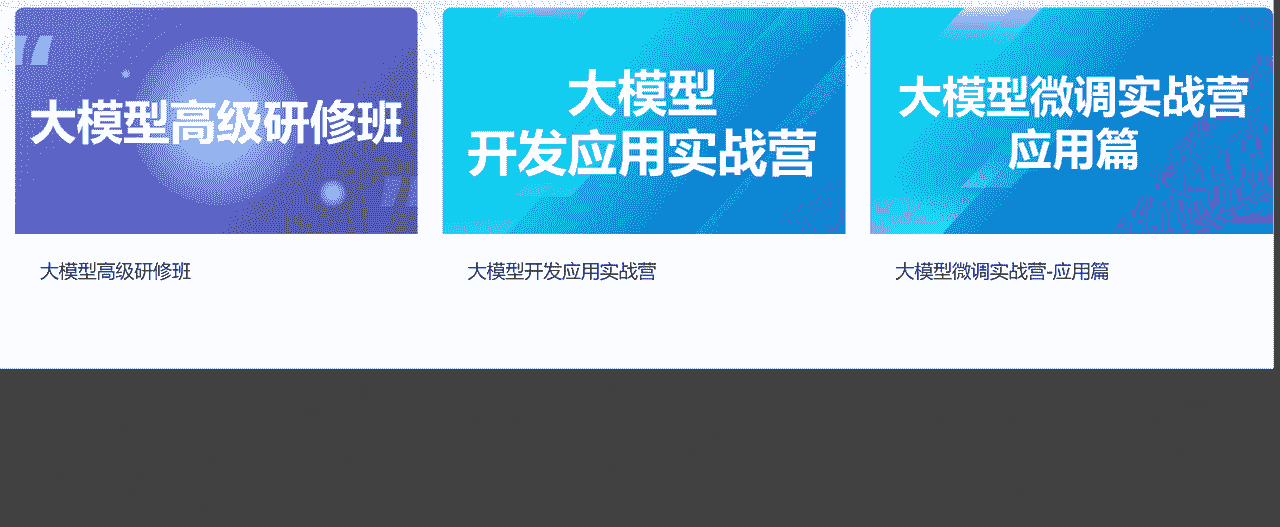 大模型高级研修班
大模型
开发应用实战营
大模型微调实战营
应用篇
大模型高级研修班
大模型开发应用实战营
大模型微调实战营-应用篇